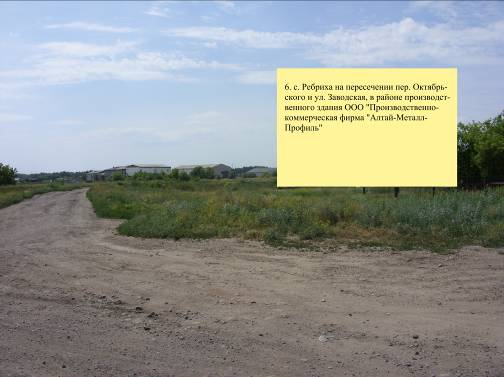 6. с. Ребриха на пересечении пер. Октябрь-
ского и ул. Заводская, в районе производст-
венного здания ООО "Производственно-
коммерческая фирма "Алтай-Металл-
Профиль"